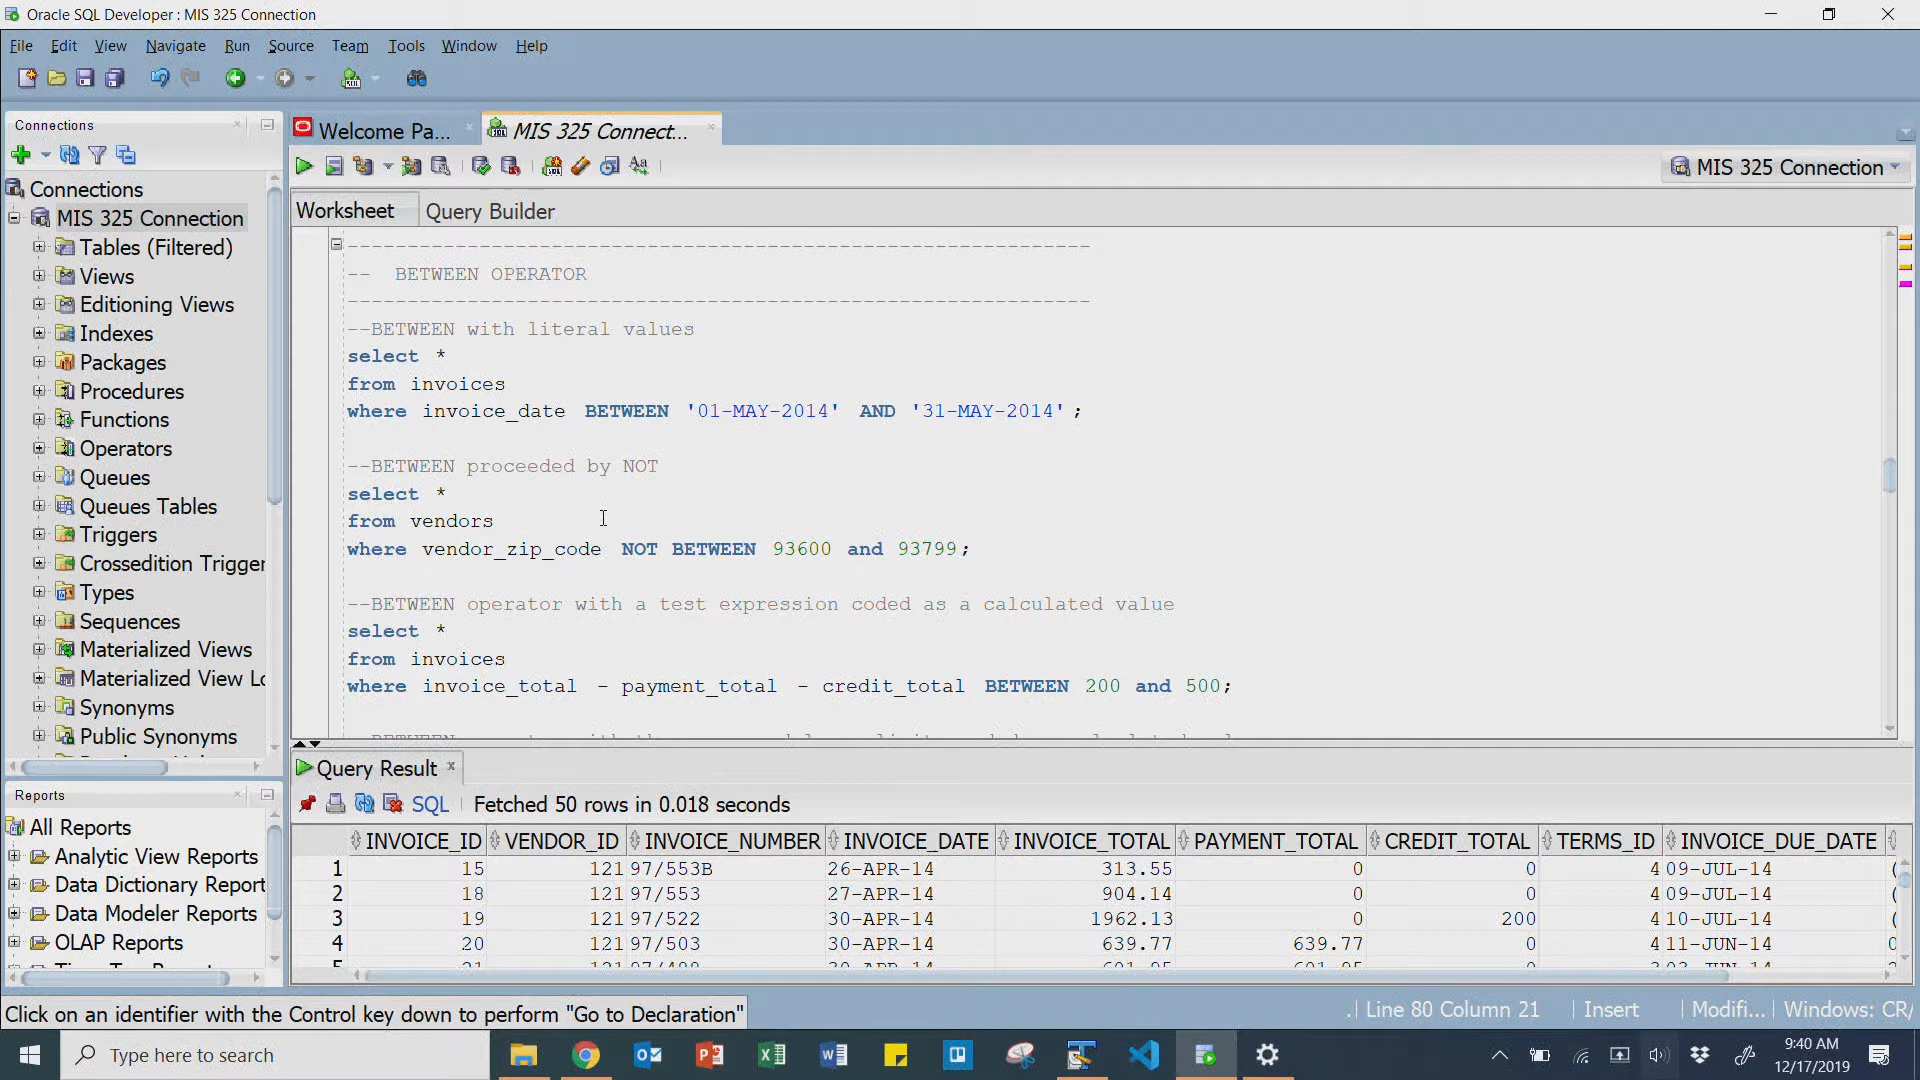 Oracle SQL Developer : MIS 325 Connection
File Edit View Navigate Run Source Team Tools Window Help
Connections
Welcome Pa...
MIS 325 Connect...
MIS 325 Connection
Worksheet Query Builder
Connections
MIS 325 Connection
Tables (Filtered)
Views
Editioning Views
Indexes
Packages
Procedures
Functions
Operators
Queues
Queues Tables
Triggers
Crossedition Trigger
Types
Sequences
Materialized Views
Materialized View Lo
Synonyms
Public Synonyms
-- BETWEEN OPERATOR
--BETWEEN with literal values
select *
from invoices
where invoice_date BETWEEN '01-MAY-2014' AND '31-MAY-2014';
--BETWEEN proceeded by NOT
select *
from vendors
where vendor_zip_code NOT BETWEEN 93600 and 93799;
--BETWEEN operator with a test expression coded as a calculated value
select *
from invoices
where invoice_total - payment_total - credit_total BETWEEN 200 and 500;
Reports
All Reports
Analytic View Reports
Data Dictionary Report
Data Modeler Reports
OLAP Reports
Query Result
SQL Fetched 50 rows in 0.018 seconds
INVOICE_ID VENDOR_ID INVOICE_NUMBER INVOICE_DATE INVOICE_TOTAL PAYMENT_TOTAL CREDIT_TOTAL TERMS_ID INVOICE_DUE_DATE
1 15 121 97/553B 26-APR-14 313.55 0 0 4 09-JUL-14
2 18 121 97/553 27-APR-14 904.14 0 0 4 09-JUL-14
3 19 121 97/522 30-APR-14 1962.13 0 200 4 10-JUL-14
4 20 121 97/503 30-APR-14 639.77 639.77 0 4 11-JUN-14
Click on an identifier with the Control key down to perform "Go to Declaration"
Line 80 Column 21 Insert Modifi... Windows: CR/
Type here to search
9:40 AM
12/17/2019